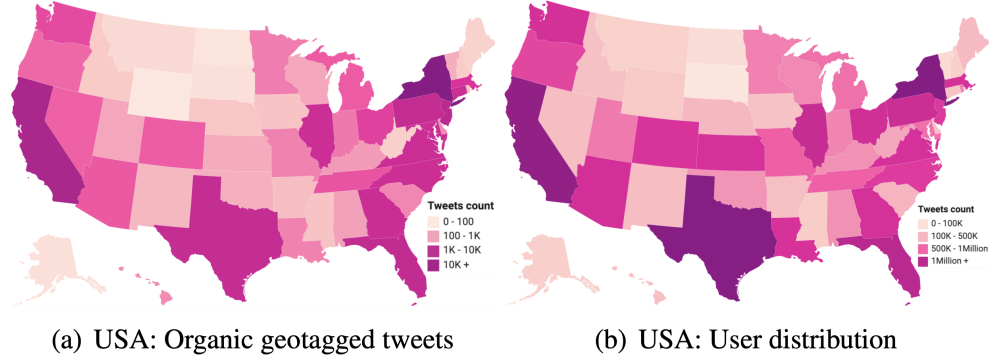 Tweets count
0 - 100
100 - 1K
1K - 10K
10K +
Tweets count
0 - 100K
100K - 500K
500K - 1Million
1Million +
(a) USA: Organic geotagged tweets
(b) USA: User distribution